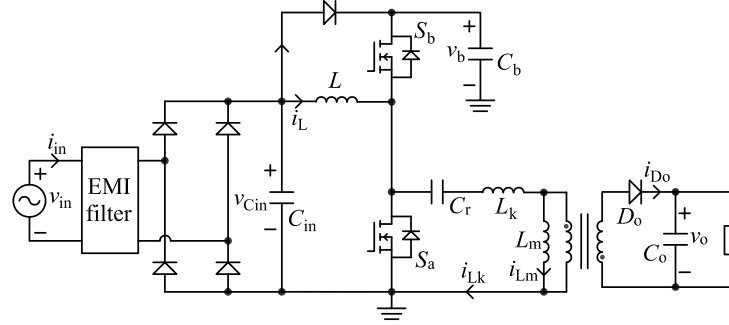 S_b
+
v_b
C_b
−
L
i_L
i_in
+
v_in
−
EMI
filter
+
v_Cin
−
C_in
C_r
L_k
L_m
i_Lm
S_a
i_Lk
i_Do
D_o
+
C_o
v_o
−